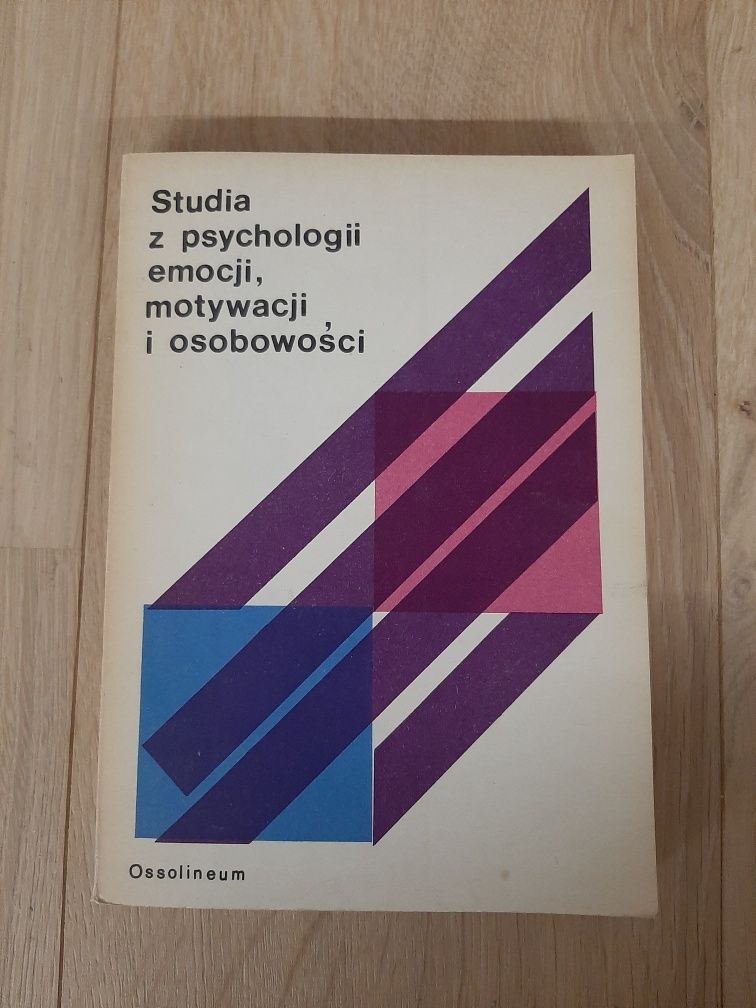 Studia
z psychologii
emocji,
motywacji
i osobowości
Ossolineum